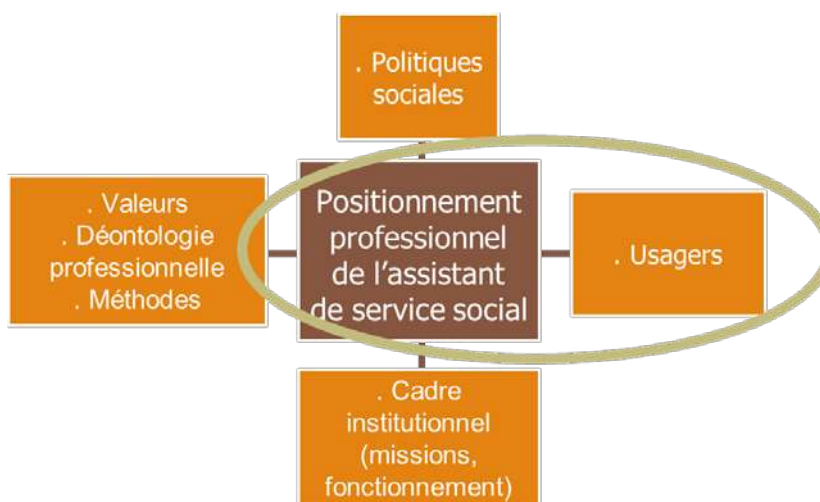 . Politiques
sociales
. Valeurs
. Déontologie
professionnelle
. Méthodes
Positionnement
professionnel
de l'assistant
de service social
. Usagers
. Cadre
institutionnel
(missions,
fonctionnement)